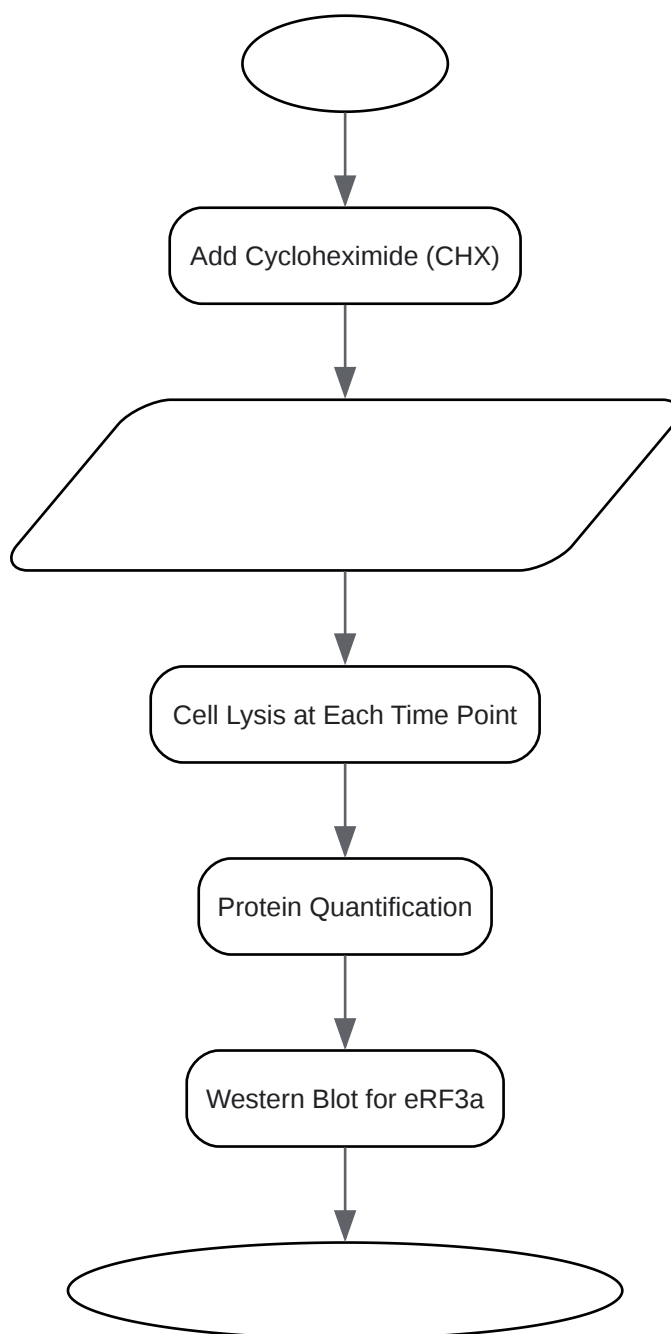 Add Cycloheximide (CHX)
Cell Lysis at Each Time Point
Protein Quantification
Western Blot for eRF3a